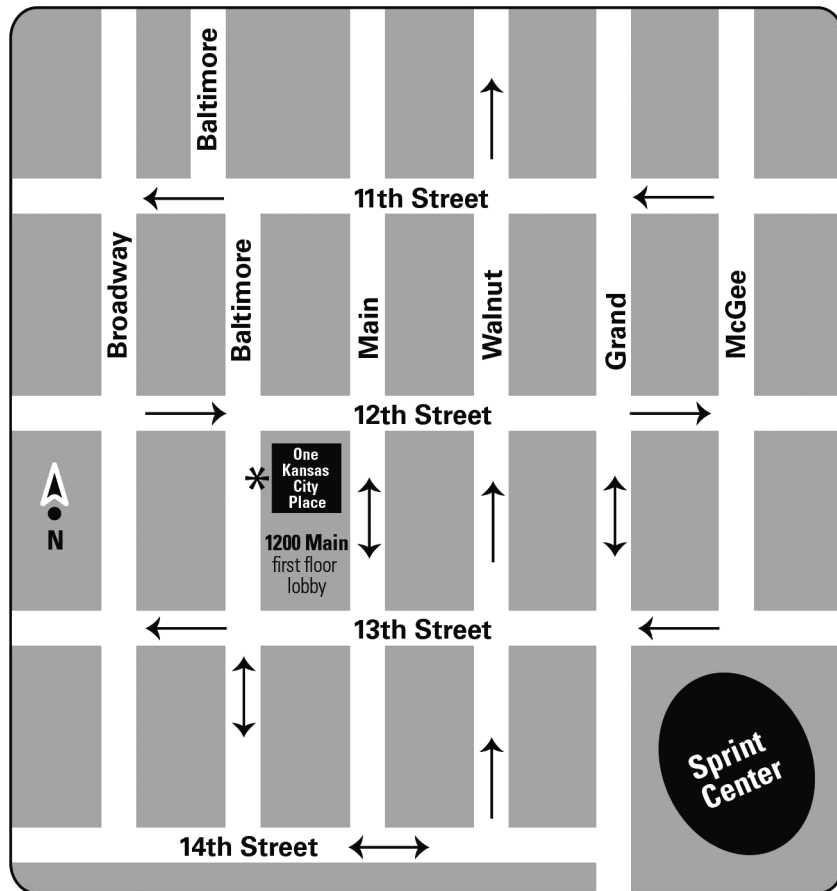 Baltimore
11th Street
Broadway
Baltimore
Main
Walnut
Grand
McGee
12th Street
One
Kansas
City
Place
*
N
1200 Main
first floor
lobby
13th Street
Sprint
Center
14th Street